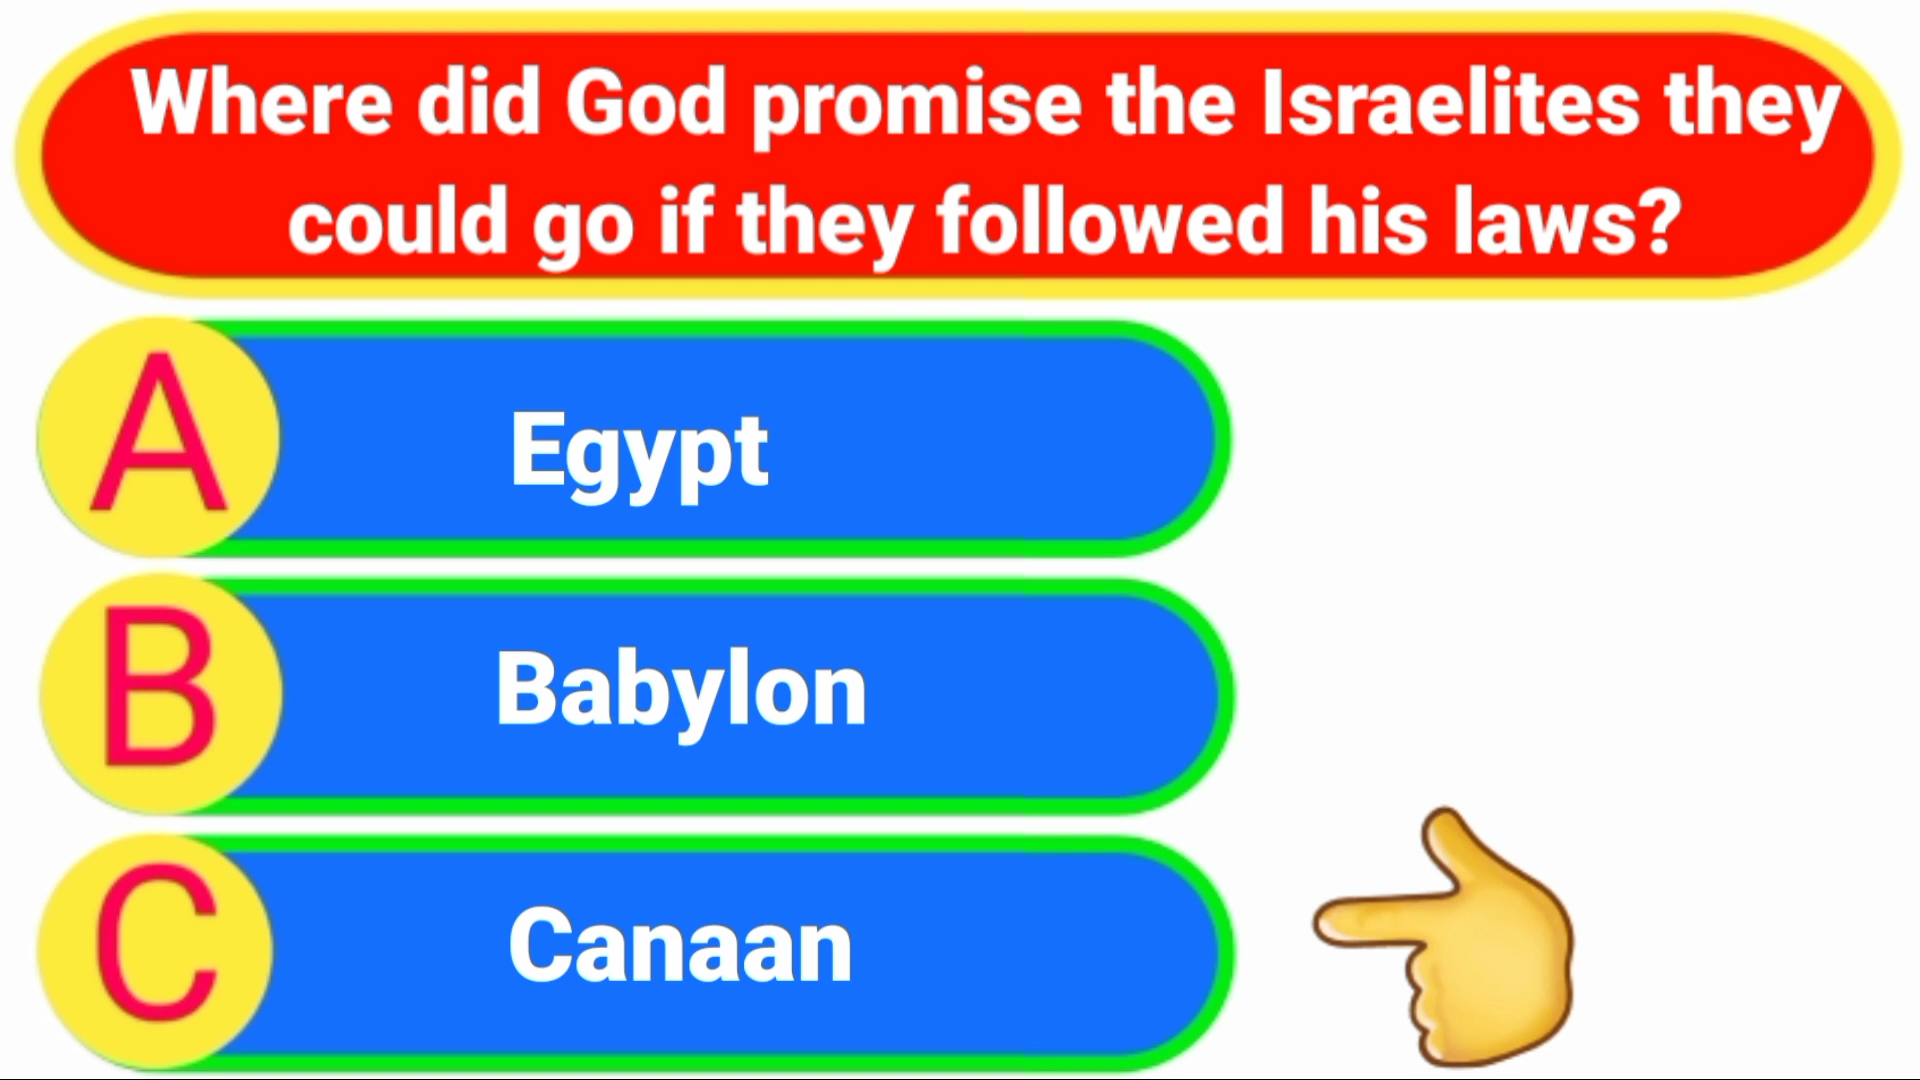 Where did God promise the Israelites they
could go if they followed his laws?
A
Egypt
B
Babylon
C
Canaan